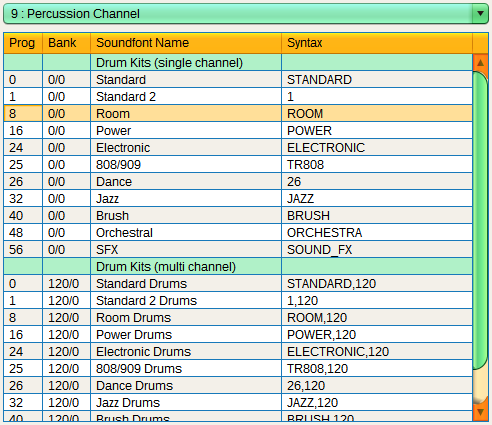 9 : Percussion Channel
Prog Bank Soundfont Name Syntax
Drum Kits (single channel)
0 0/0 Standard STANDARD
1 0/0 Standard 2 1
8 0/0 Room ROOM
16 0/0 Power POWER
24 0/0 Electronic ELECTRONIC
25 0/0 808/909 TR808
26 0/0 Dance 26
32 0/0 Jazz JAZZ
40 0/0 Brush BRUSH
48 0/0 Orchestral ORCHESTRA
56 0/0 SFX SOUND_FX
Drum Kits (multi channel)
0 120/0 Standard Drums STANDARD,120
1 120/0 Standard 2 Drums 1,120
8 120/0 Room Drums ROOM,120
16 120/0 Power Drums POWER,120
24 120/0 Electronic Drums ELECTRONIC,120
25 120/0 808/909 Drums TR808,120
26 120/0 Dance Drums 26,120
32 120/0 Jazz Drums JAZZ,120
40 120/0 Brush Drums BRUSH,120